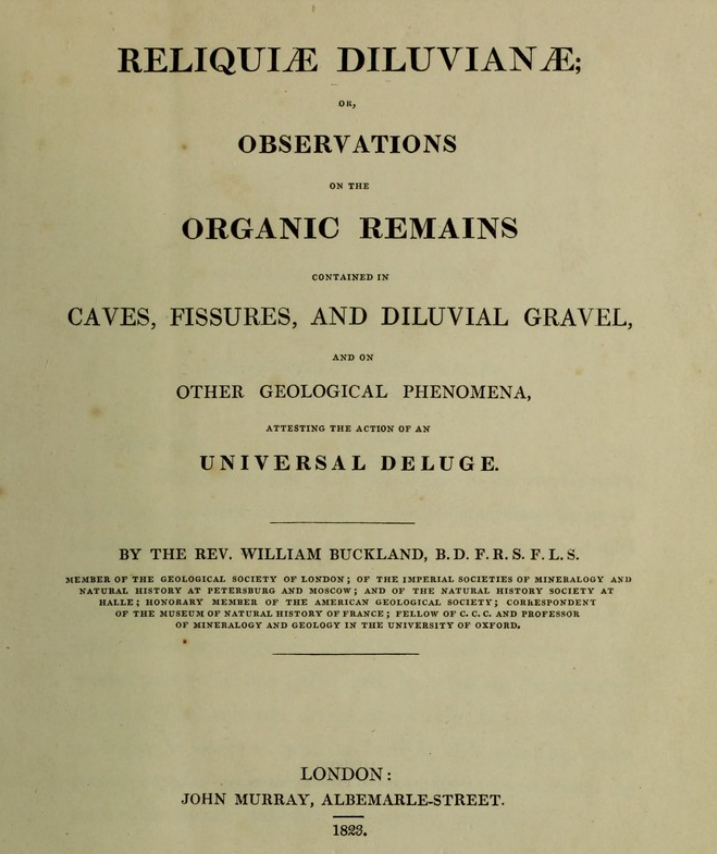 RELIQUIÆ DILUVIANÆ;
OR,
OBSERVATIONS
ON THE
ORGANIC REMAINS
CONTAINED IN
CAVES, FISSURES, AND DILUVIAL GRAVEL,
AND ON
OTHER GEOLOGICAL PHENOMENA,
ATTESTING THE ACTION OF AN
UNIVERSAL DELUGE.
BY THE REV. WILLIAM BUCKLAND, B. D. F. R. S. F. L. S.
MEMBER OF THE GEOLOGICAL SOCIETY OF LONDON; OF THE IMPERIAL SOCIETIES OF MINERALOGY AND
NATURAL HISTORY AT PETERSBURG AND MOSCOW; AND OF THE NATURAL HISTORY SOCIETY AT
HALLE; HONORARY MEMBER OF THE AMERICAN GEOLOGICAL SOCIETY; CORRESPONDENT
OF THE MUSEUM OF NATURAL HISTORY OF FRANCE; FELLOW OF C. C. C. AND PROFESSOR
OF MINERALOGY AND GEOLOGY IN THE UNIVERSITY OF OXFORD.
LONDON:
JOHN MURRAY, ALBEMARLE-STREET.
1823.